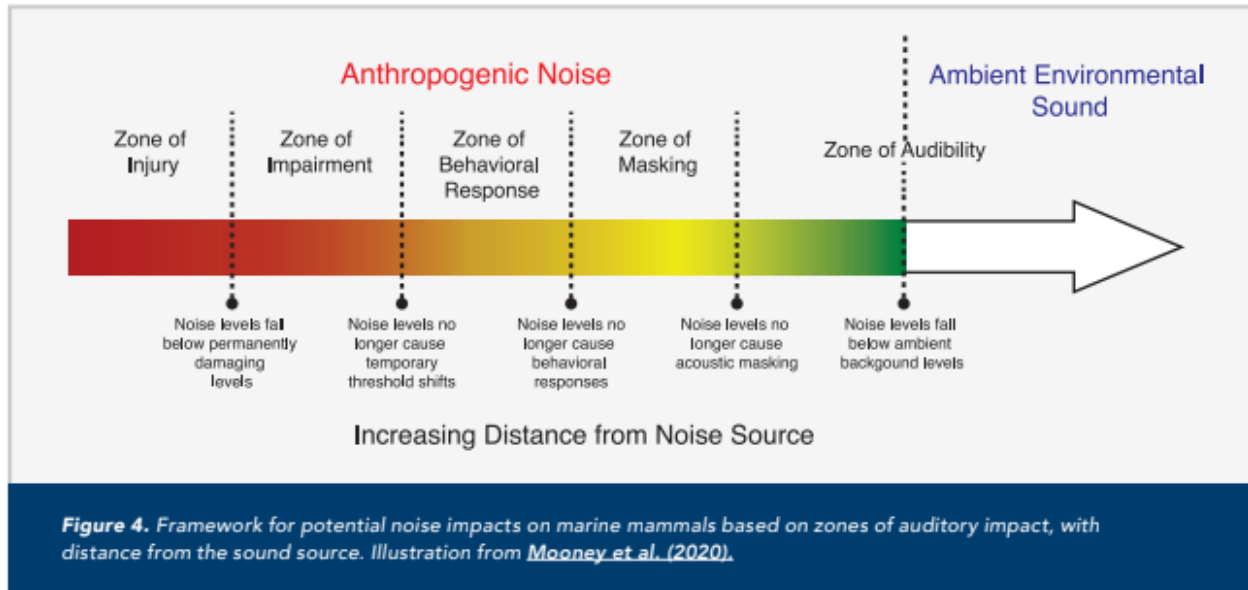 Anthropogenic Noise
Ambient Environmental
Sound
Zone of
Injury
Zone of
Impairment
Zone of
Behavioral
Response
Zone of
Masking
Zone of Audibility
Noise levels fall
below permanently
damaging
levels
Noise levels no
longer cause
temporary
threshold shifts
Noise levels no
longer cause
behavioral
responses
Noise levels no
longer cause
acoustic masking
Noise levels fall
below ambient
backgound levels
Increasing Distance from Noise Source
Figure 4. Framework for potential noise impacts on marine mammals based on zones of auditory impact, with
distance from the sound source. Illustration from Mooney et al. (2020).